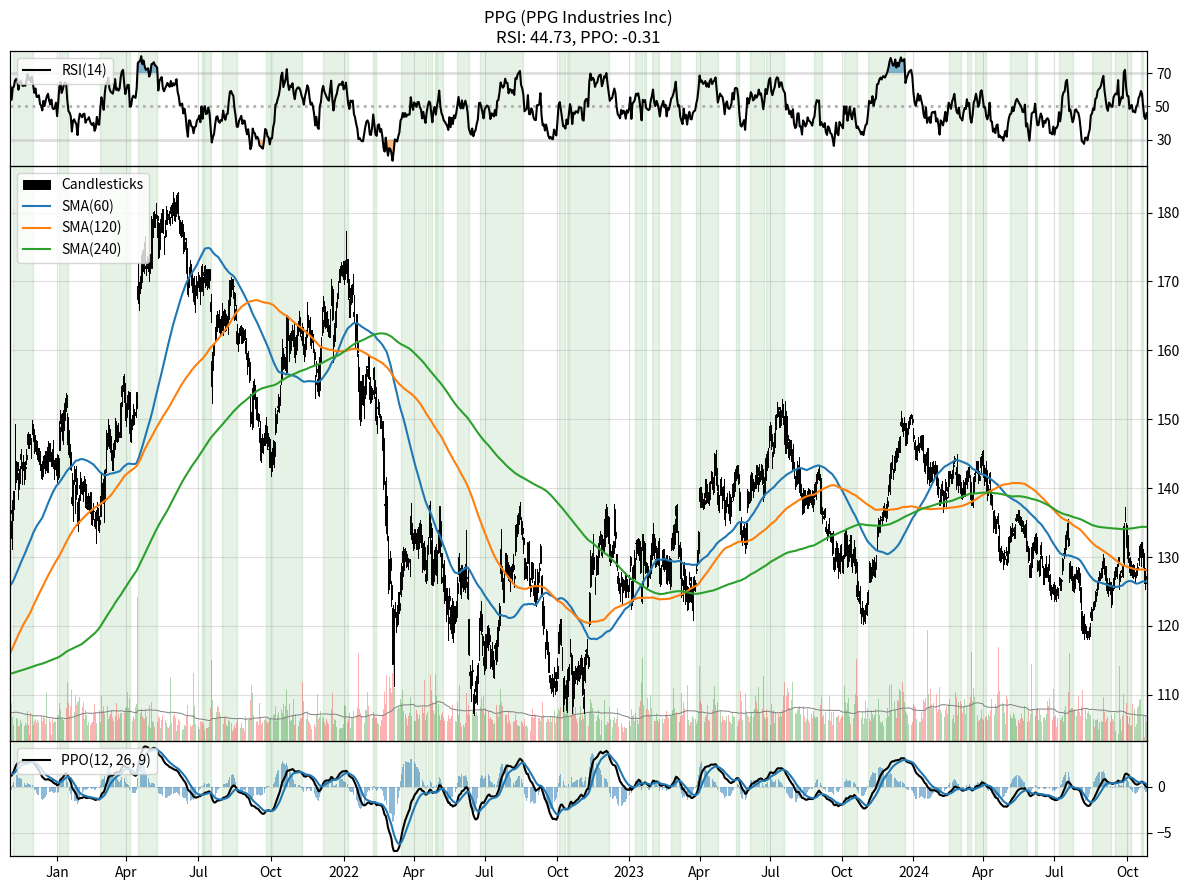 PPG (PPG Industries Inc)
RSI: 44.73, PPO: -0.31
RSI(14)
70
50
30
Candlesticks
SMA(60)
SMA(120)
SMA(240)
180
170
160
150
140
130
120
110
PPO(12, 26, 9)
0
−5
Jan Apr Jul Oct 2022 Apr Jul Oct 2023 Apr Jul Oct 2024 Apr Jul Oct